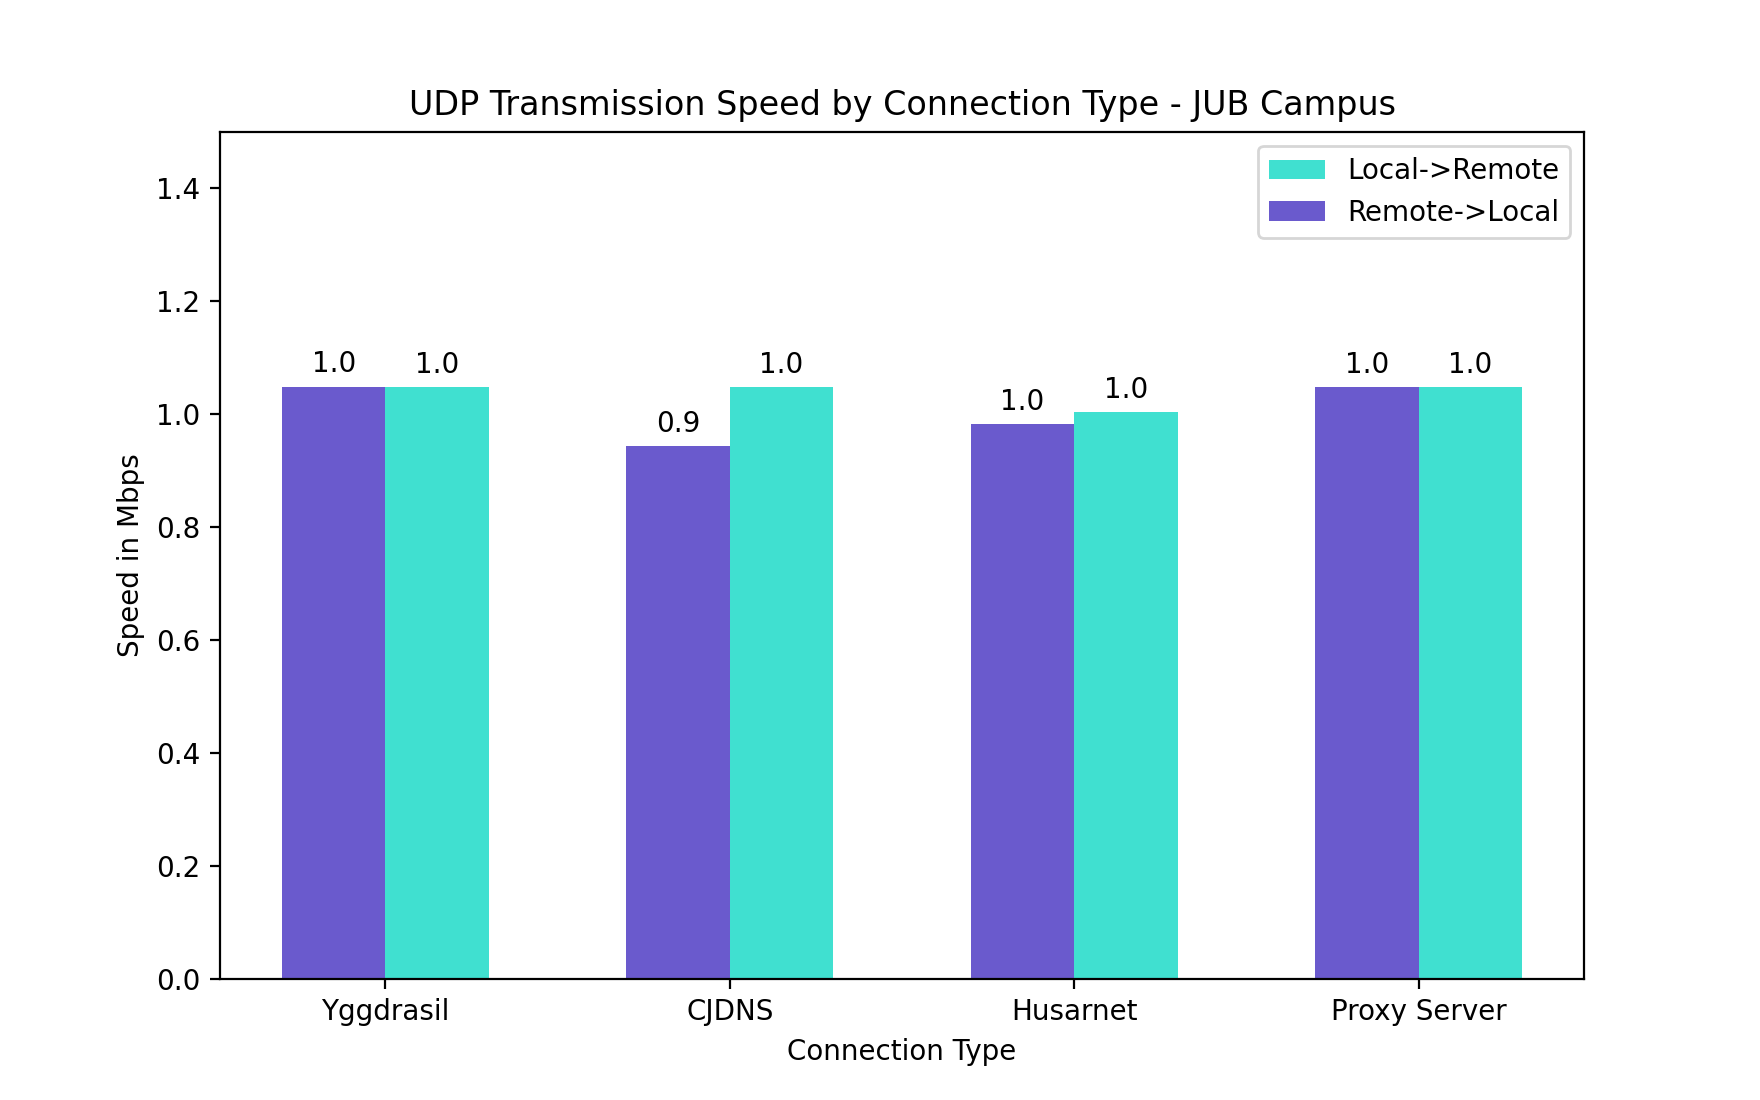 UDP Transmission Speed by Connection Type - JUB Campus
Local->Remote
Remote->Local
1.4
1.2
1.0
0.8
0.6
0.4
0.2
0.0
Speed in Mbps
1.0 1.0
0.9 1.0
1.0 1.0
1.0 1.0
Yggdrasil CJDNS Husarnet Proxy Server
Connection Type